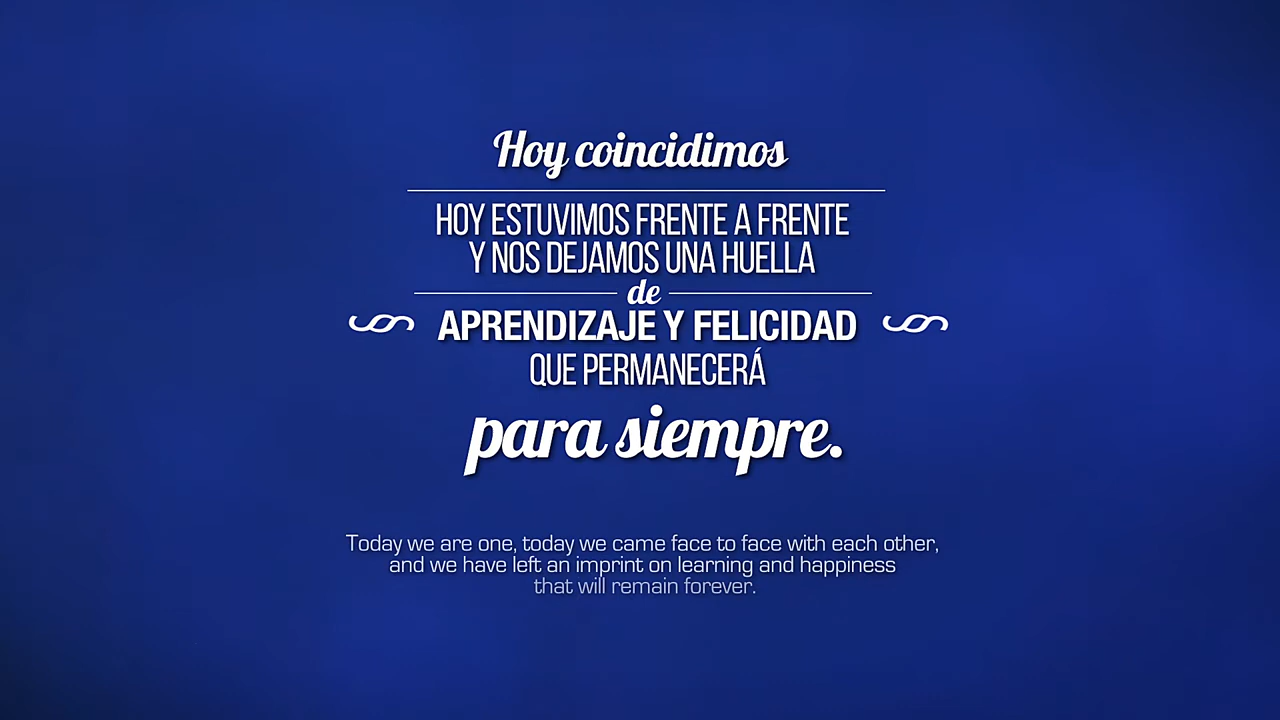 Hoy coincidimos
HOY ESTUVIMOS FRENTE A FRENTE
Y NOS DEJAMOS UNA HUELLA
de
APRENDIZAJE Y FELICIDAD
QUE PERMANECERÁ
para siempre.
Today we are one, today we came face to face with each other,
and we have left an imprint on learning and happiness
that will remain forever.